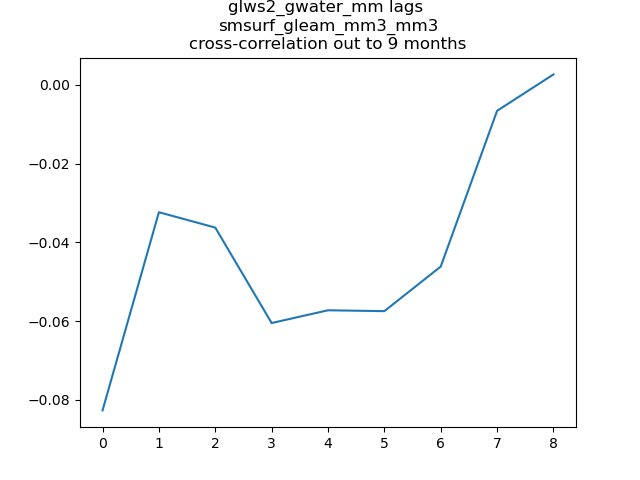 glws2_gwater_mm lags
smsurf_gleam_mm3_mm3
cross-correlation out to 9 months
0.00
−0.02
−0.04
−0.06
−0.08
0 1 2 3 4 5 6 7 8